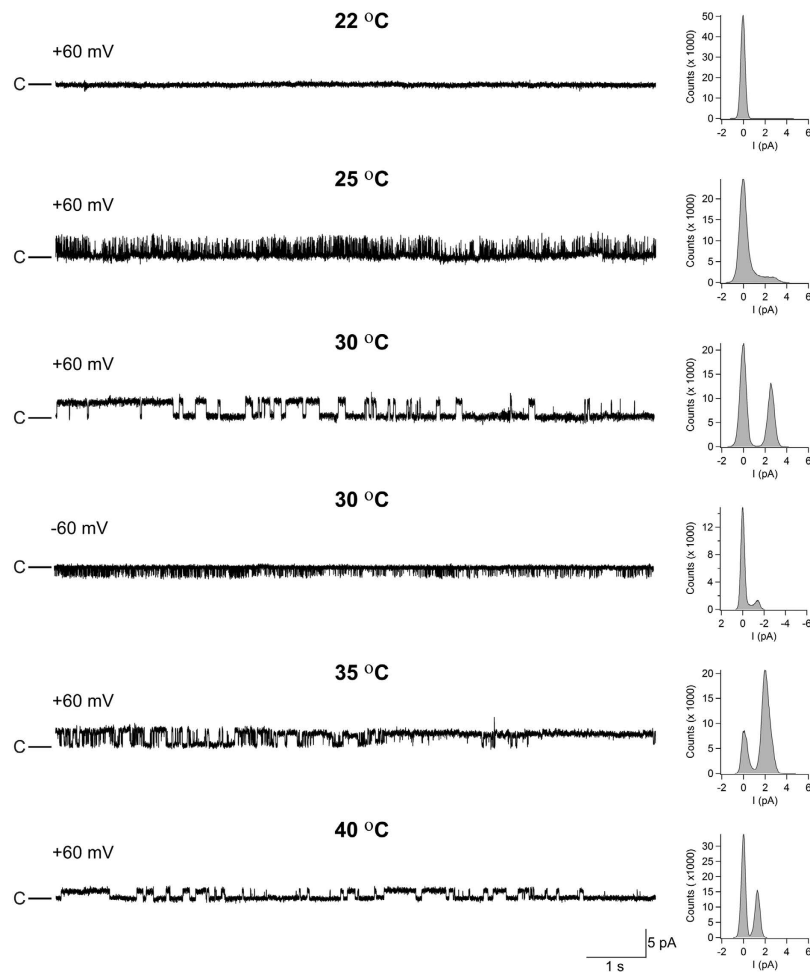 22 °C
+60 mV
C
50
40
30
20
10
0
Counts (x 1000)
-2 0 2 4 6
I (pA)
25 °C
+60 mV
C
20
15
10
5
0
Counts (x 1000)
-2 0 2 4 6
I (pA)
30 °C
+60 mV
C
20
15
10
5
0
Counts (x 1000)
-2 0 2 4 6
I (pA)
30 °C
-60 mV
C
12
8
4
0
Counts (x 1000)
2 0 -2 -4 -6
I (pA)
35 °C
+60 mV
C
20
15
10
5
0
Counts (x 1000)
-2 0 2 4 6
I (pA)
40 °C
+60 mV
C
30
25
20
15
10
5
0
Counts ( x1000)
-2 0 2 4 6
I (pA)
5 pA
1 s